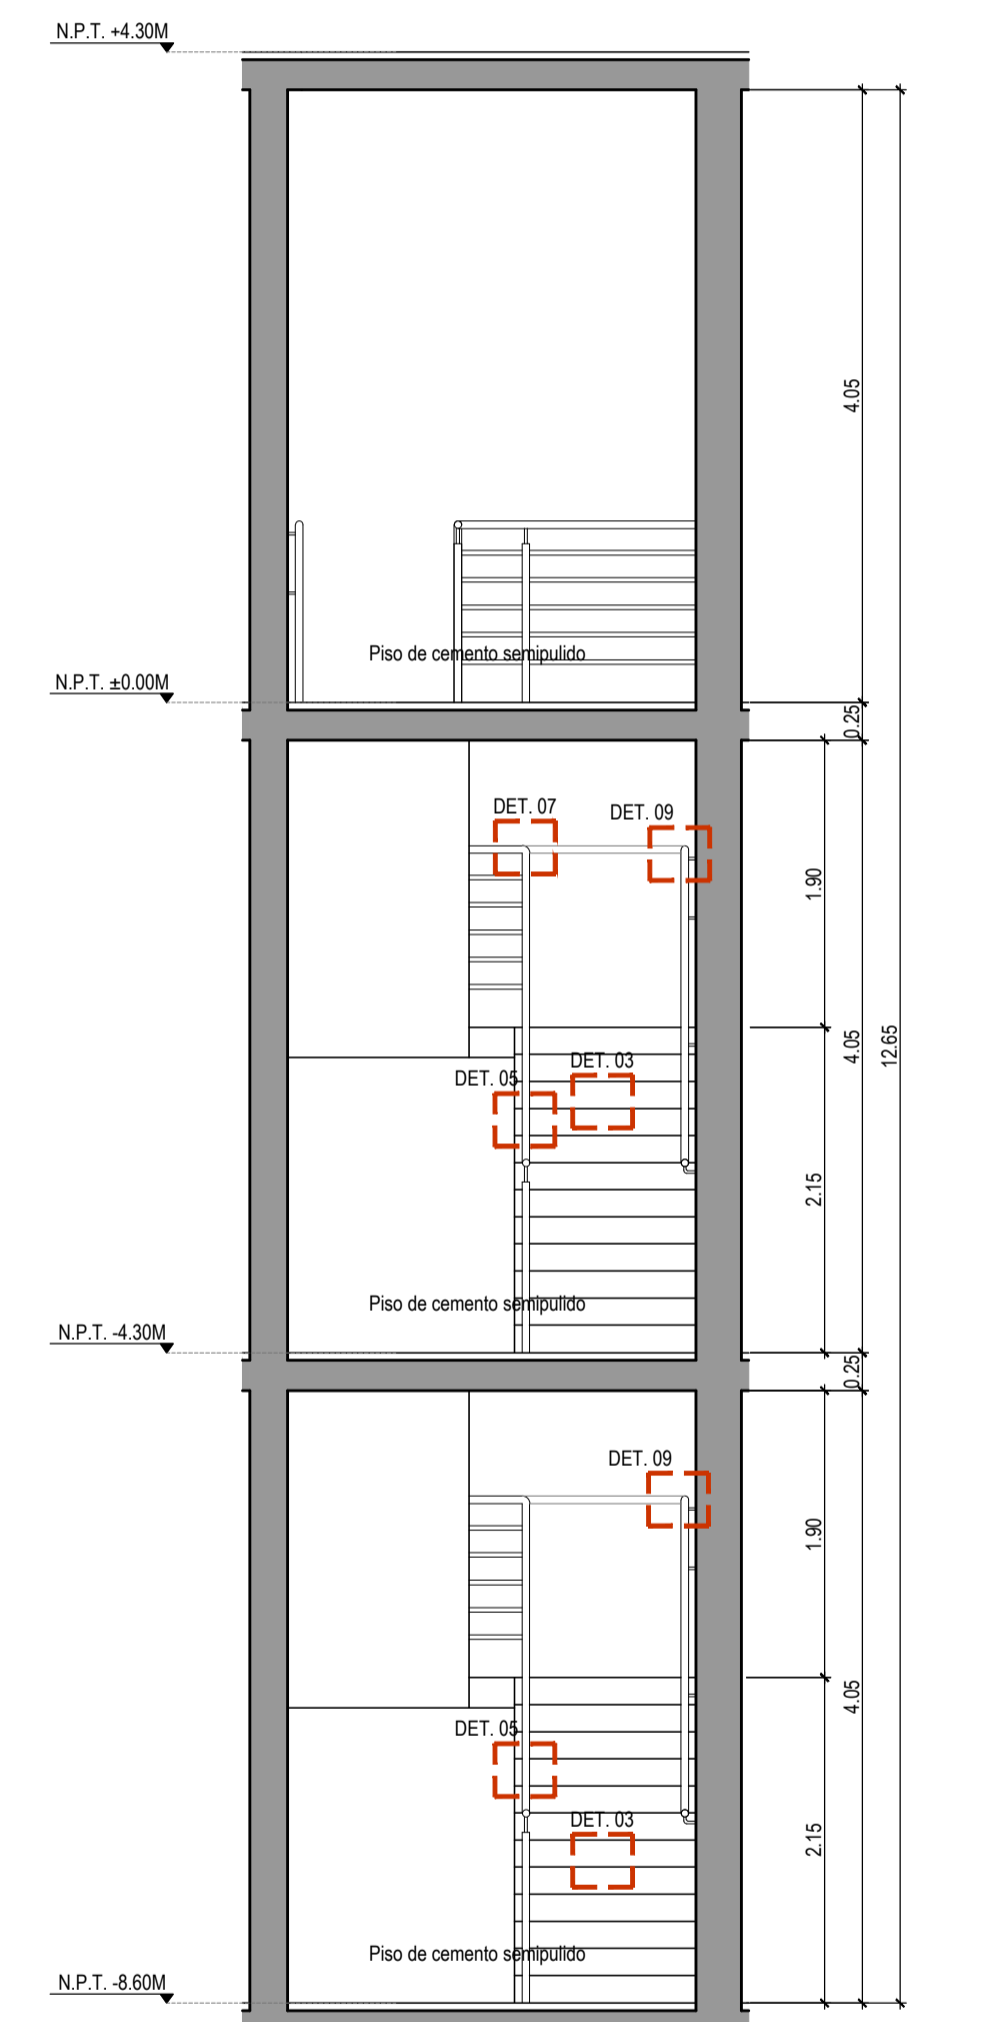 N.P.T. +4.30M
4.05
Piso de cemento semipulido
N.P.T. ±0.00M
0.25
DET. 07
DET. 09
1.90
4.05
12.65
DET. 03
DET. 05
2.15
Piso de cemento semipulido
N.P.T. -4.30M
0.25
DET. 09
1.90
4.05
DET. 05
DET. 03
2.15
Piso de cemento semipulido
N.P.T. -8.60M